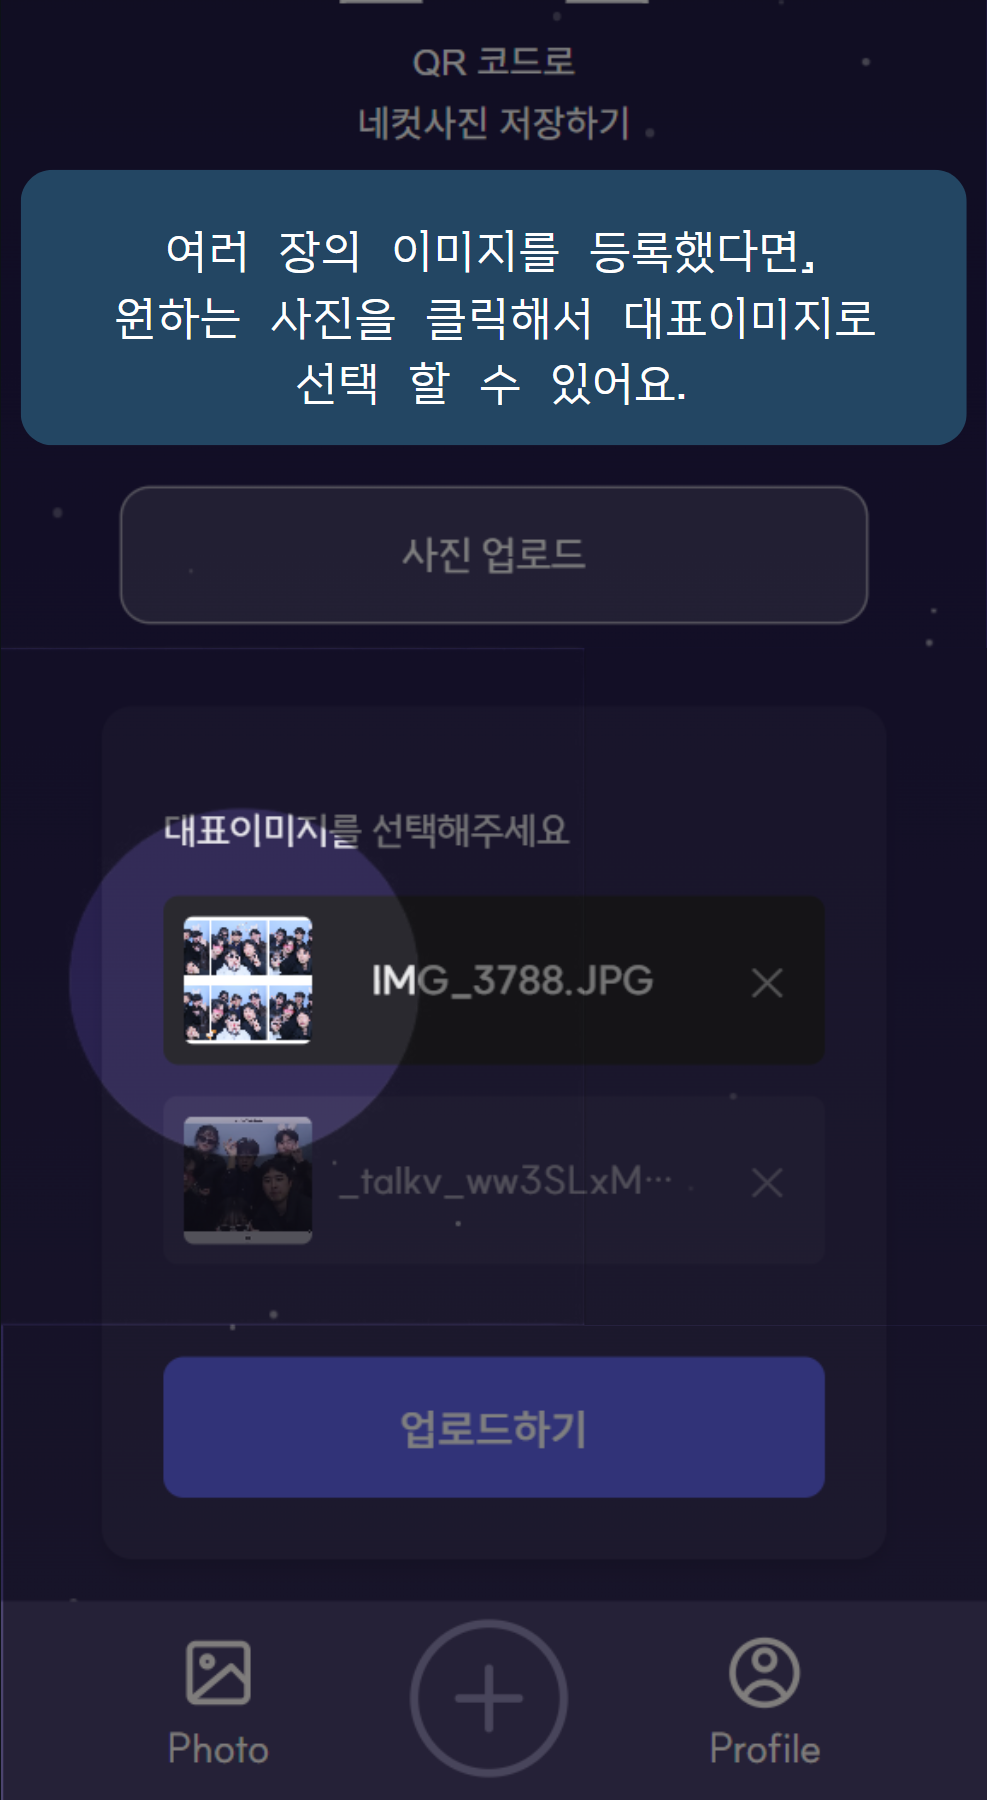 QR 코드로
네컷사진 저장하기
여러 장의 이미지를 등록했다면,
원하는 사진을 클릭해서 대표이미지로
선택 할 수 있어요.
사진 업로드
대표이미지를 선택해주세요
IMG_3788.JPG
_talkv_ww3SLxM···
업로드하기
Photo
Profile